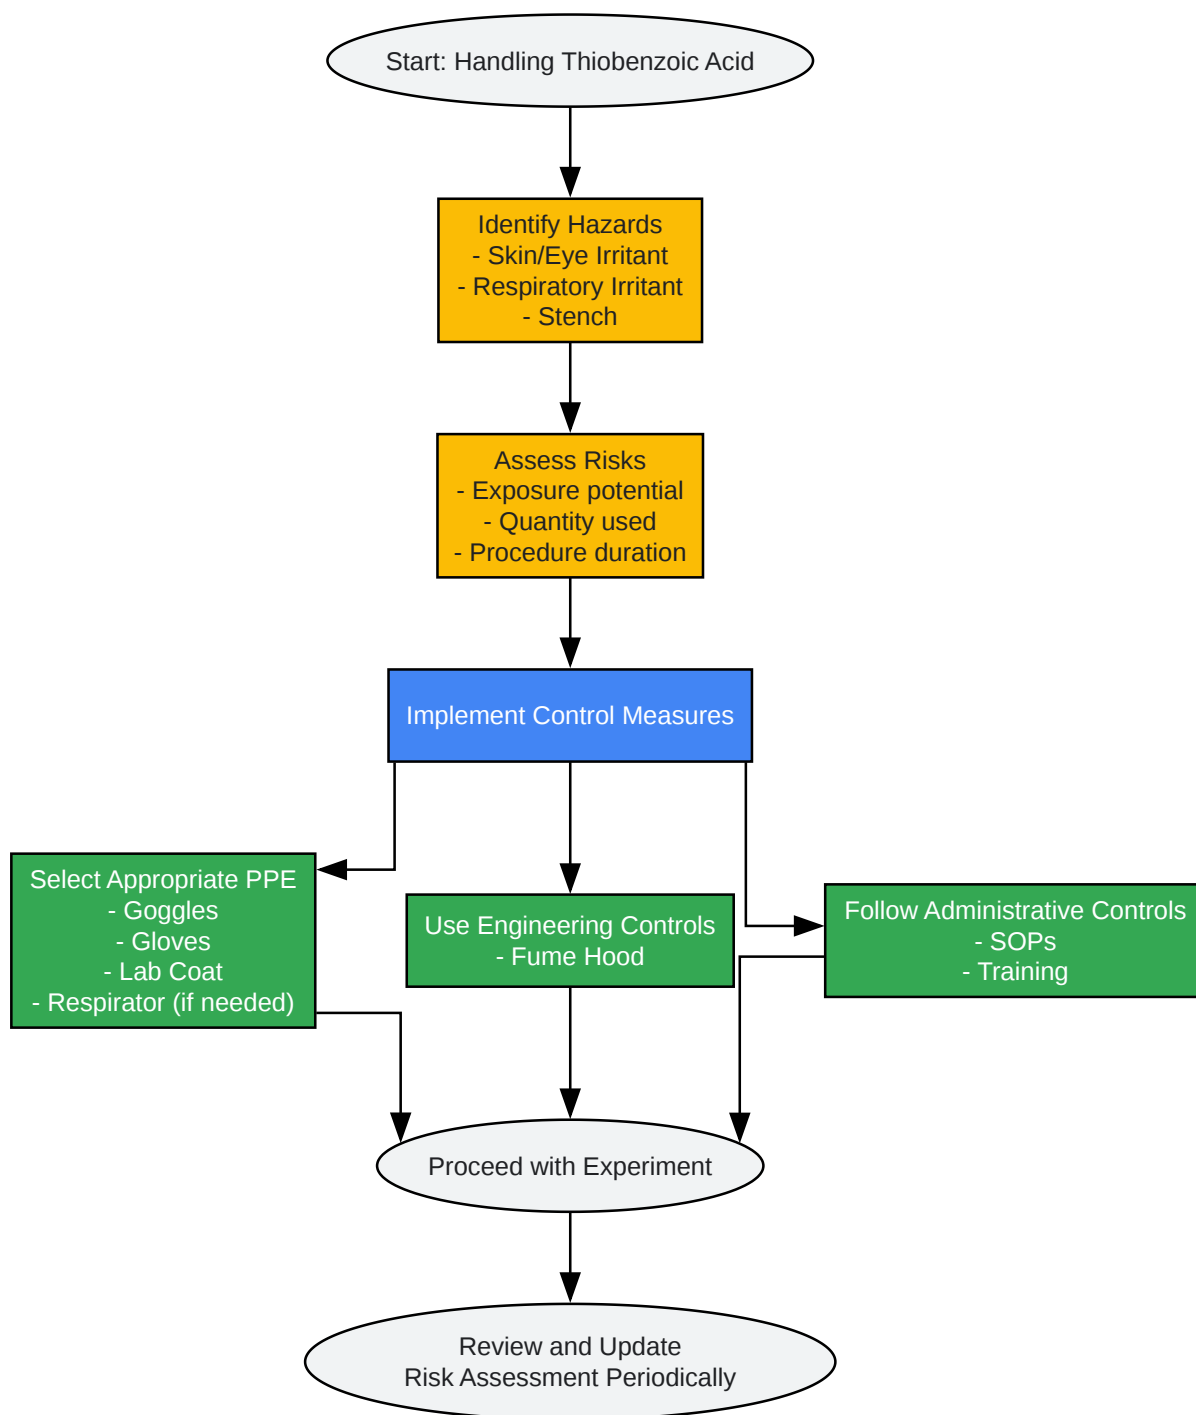 Start: Handling Thiobenzoic Acid
Identify Hazards
- Skin/Eye Irritant
- Respiratory Irritant
- Stench
Assess Risks
- Exposure potential
- Quantity used
- Procedure duration
Implement Control Measures
Select Appropriate PPE
- Goggles
- Gloves
- Lab Coat
- Respirator (if needed)
Use Engineering Controls
- Fume Hood
Follow Administrative Controls
- SOPs
- Training
Proceed with Experiment
Review and Update
Risk Assessment Periodically